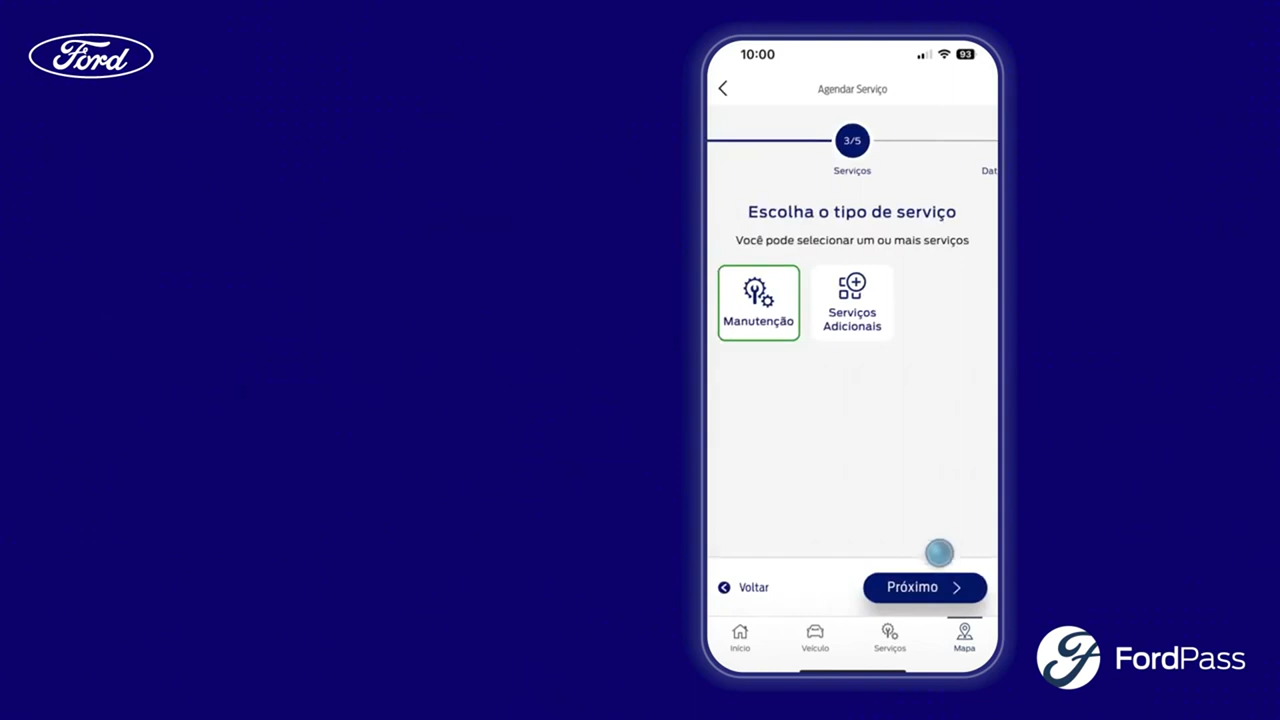 Ford
10:00
93
Agendar Serviço
3/5
Serviços
Dat
Escolha o tipo de serviço
Você pode selecionar um ou mais serviços
Manutenção
Serviços
Adicionais
Voltar
Próximo
Início
Veículo
Serviços
Mapa
FordPass